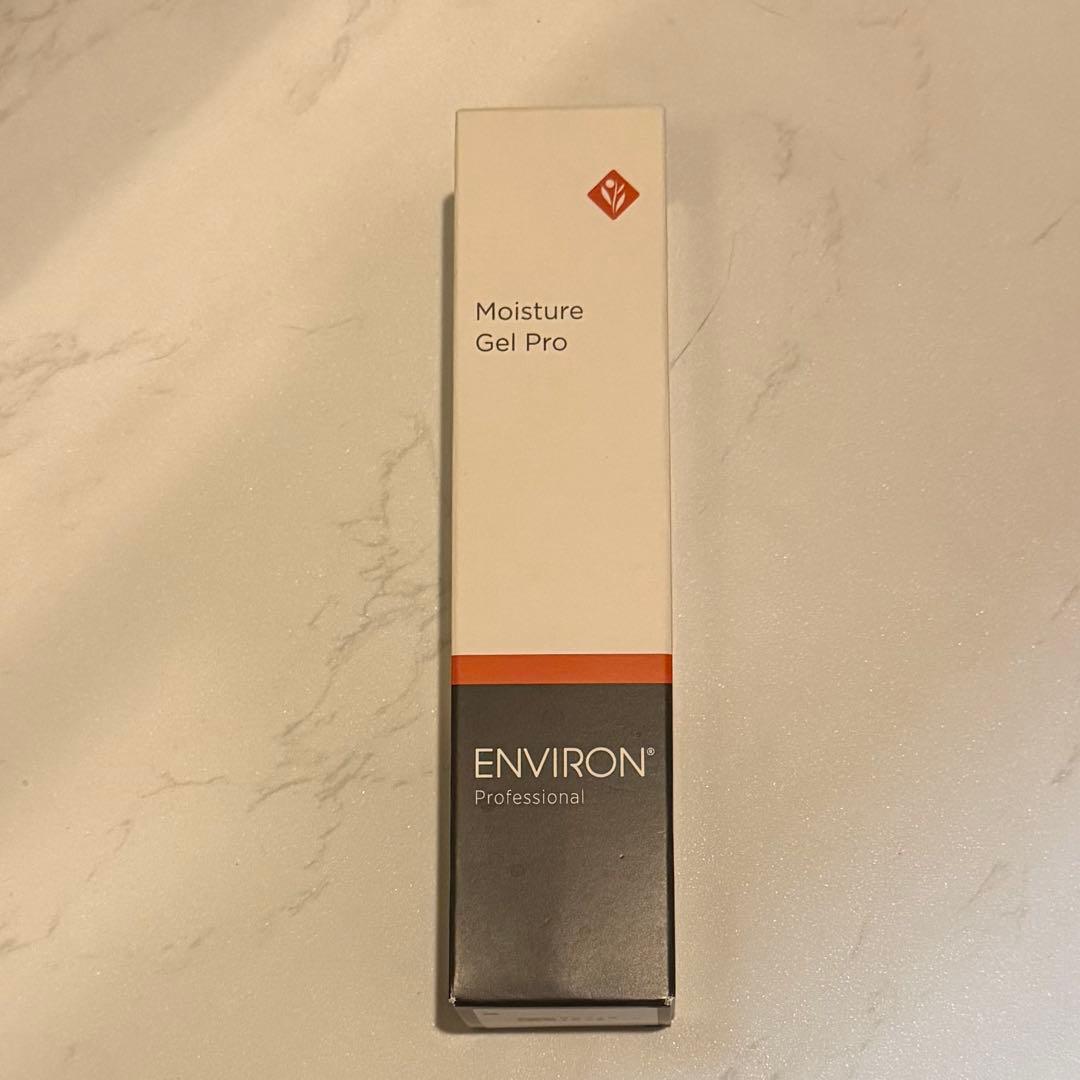 Moisture
Gel Pro
ENVIRON®
Professional